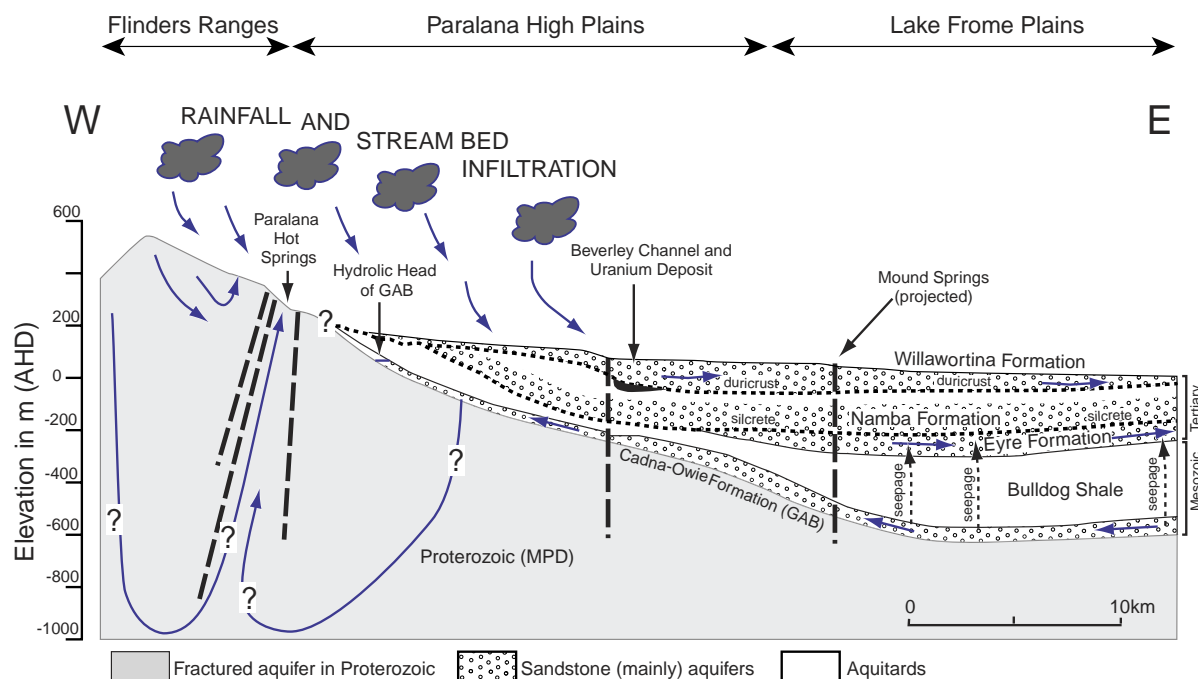 Flinders Ranges
Paralana High Plains
Lake Frome Plains
W
E
RAINFALL AND
STREAM BED
INFILTRATION
Paralana
Hot
Springs
Hydrolic Head
of GAB
Beverley Channel and
Uranium Deposit
Mound Springs
(projected)
Elevation in m (AHD)
600
200
0
-200
-400
-600
-800
-1000
?
?
?
?
?
Willawortina Formation
duricrust
duricrust
silcrete
Namba Formation
silcrete
Eyre Formation
Cadna-Owie Formation (GAB)
seepage
seepage
seepage
Bulldog Shale
Tertiary
Mesozoic
Proterozoic (MPD)
0
10km
Fractured aquifer in Proterozoic
Sandstone (mainly) aquifers
Aquitards